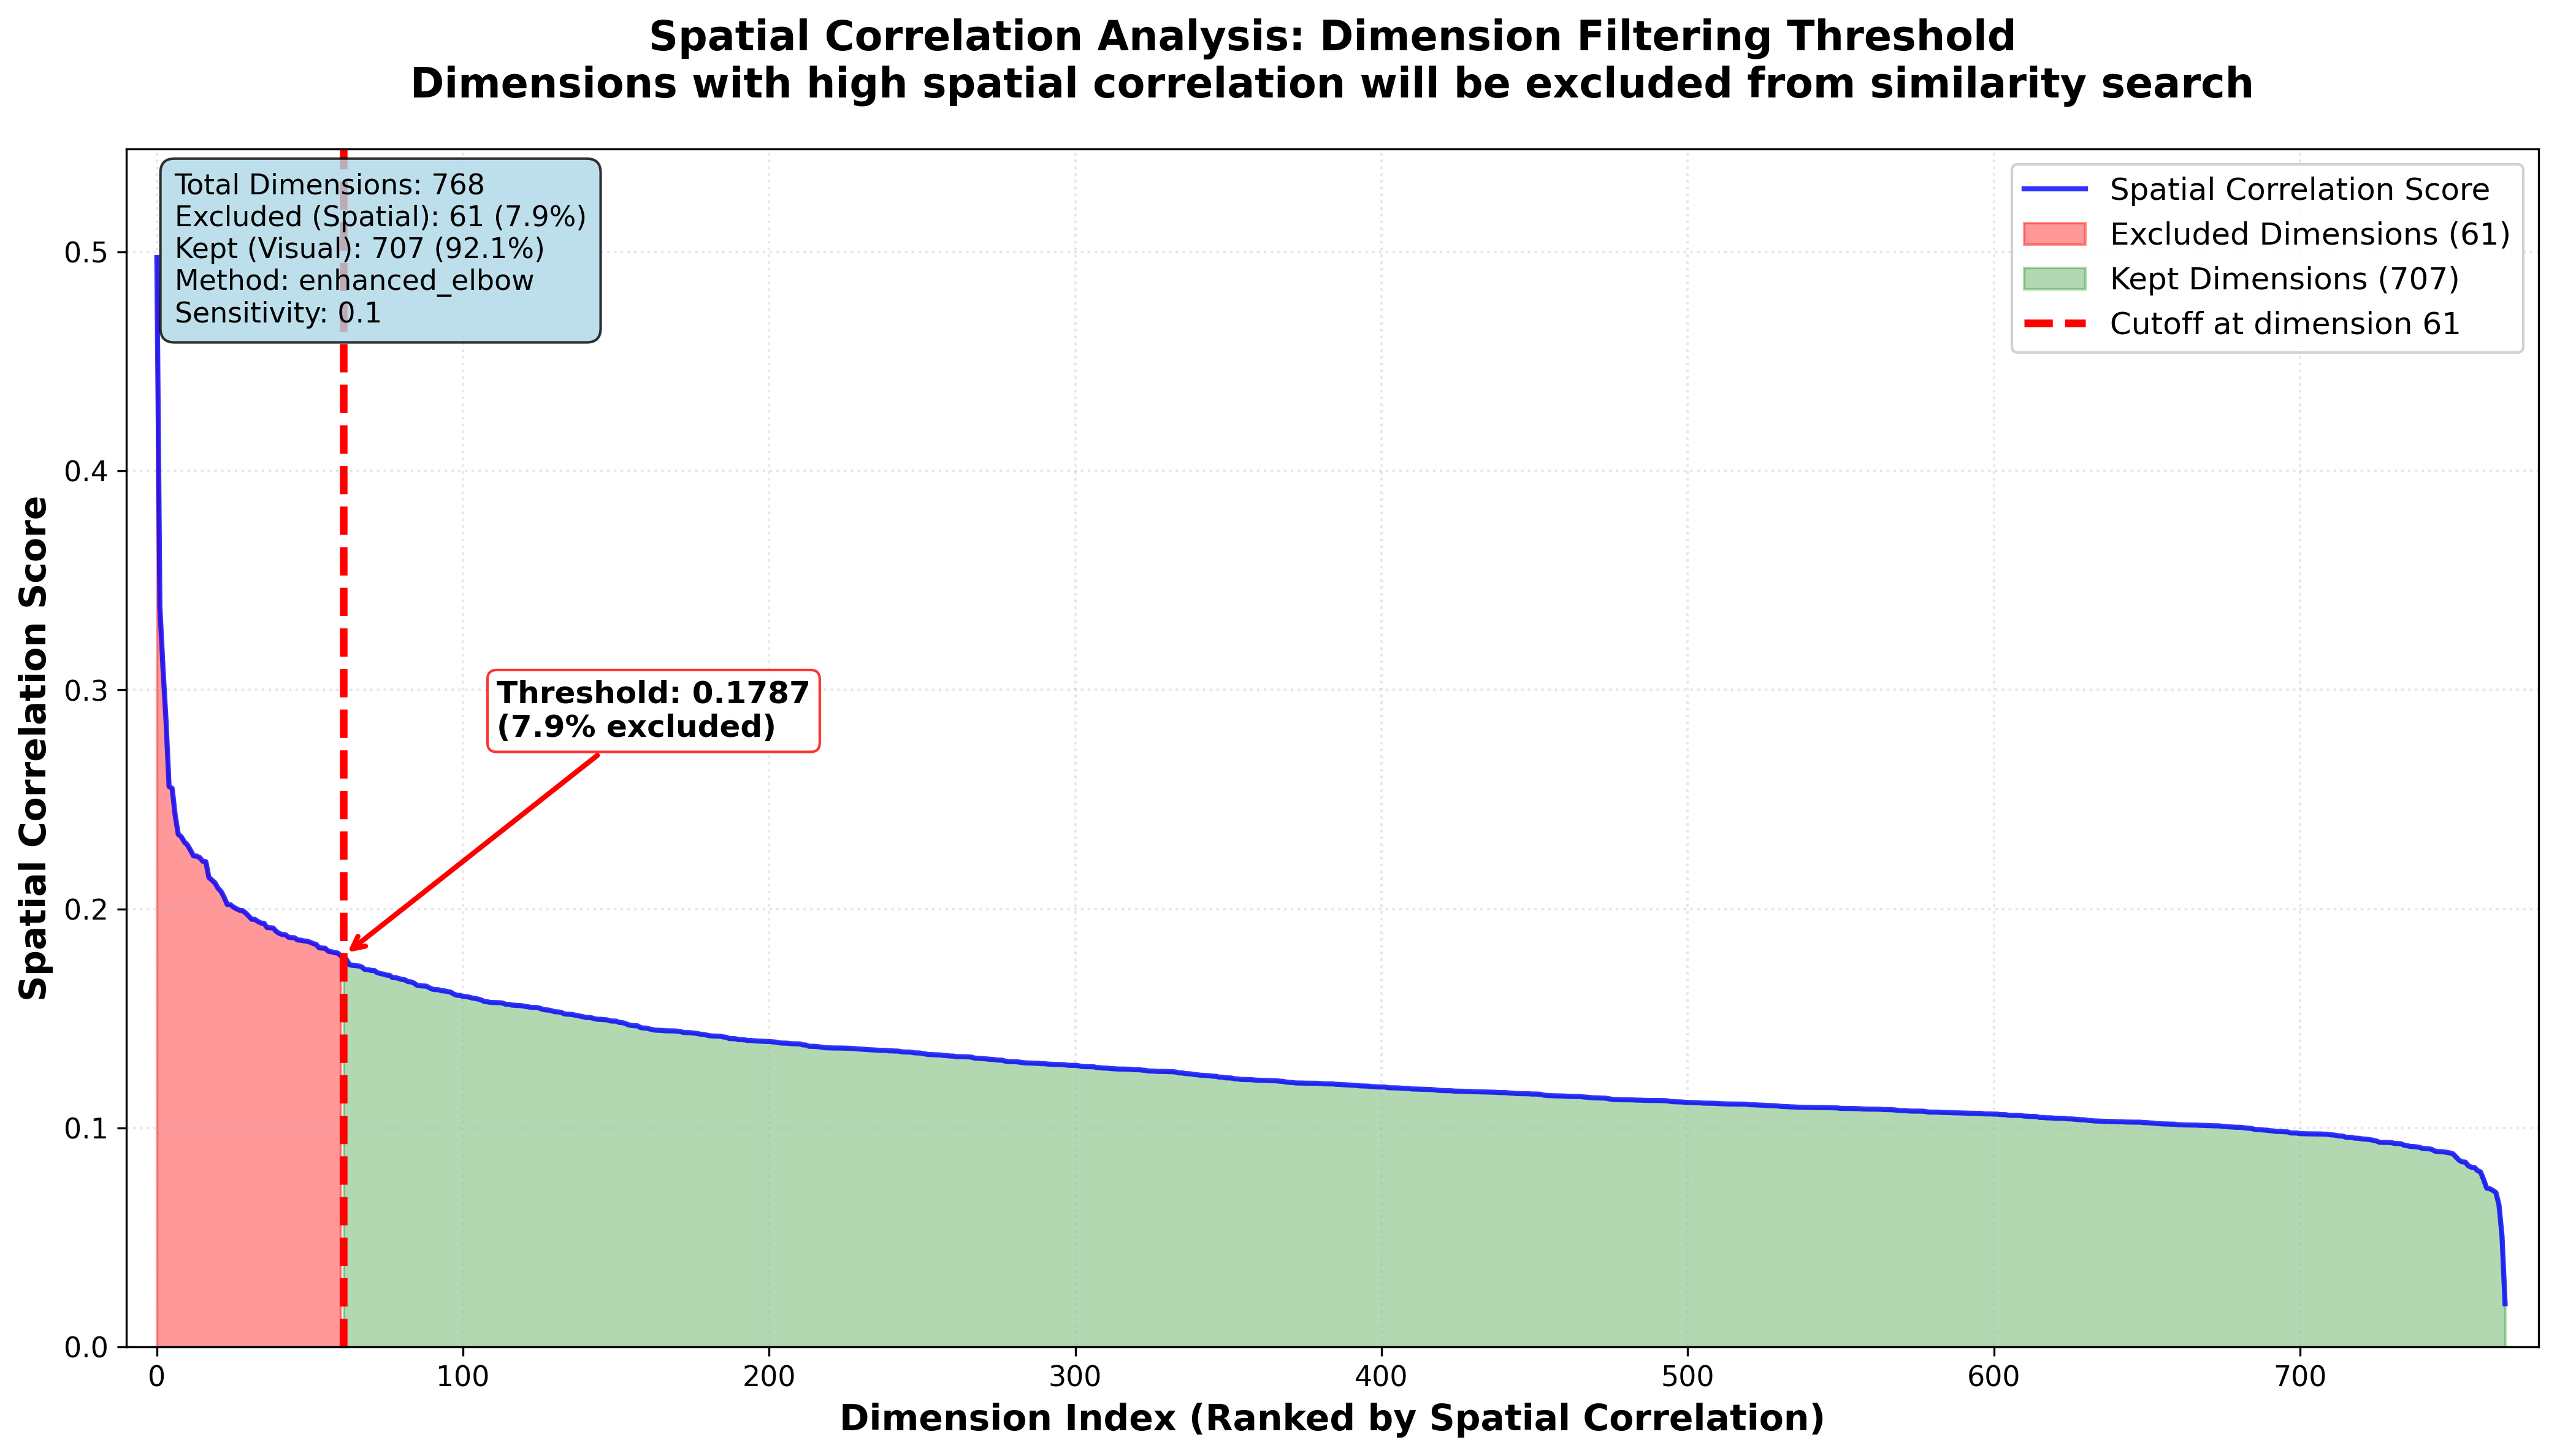 Spatial Correlation Analysis: Dimension Filtering Threshold
Dimensions with high spatial correlation will be excluded from similarity search
Total Dimensions: 768
Excluded (Spatial): 61 (7.9%)
Kept (Visual): 707 (92.1%)
Method: enhanced_elbow
Sensitivity: 0.1
Spatial Correlation Score
Excluded Dimensions (61)
Kept Dimensions (707)
Cutoff at dimension 61
Threshold: 0.1787
(7.9% excluded)
Spatial Correlation Score
0.5
0.4
0.3
0.2
0.1
0.0
0 100 200 300 400 500 600 700
Dimension Index (Ranked by Spatial Correlation)